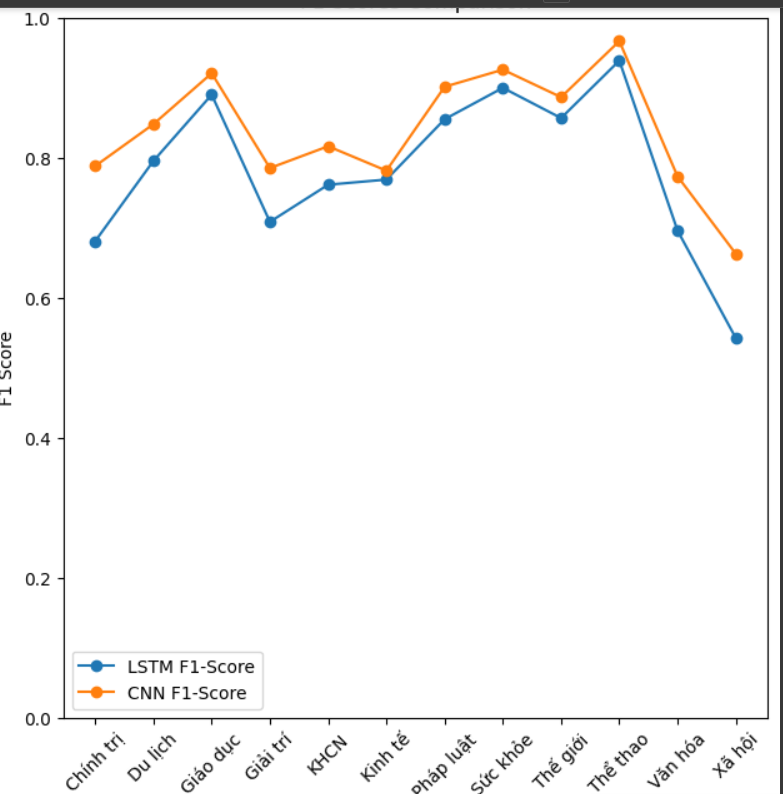 1.0
0.8
0.6
0.4
0.2
0.0
F1 Score
LSTM F1-Score
CNN F1-Score
Chính trị
Du lịch
Giáo dục
Giải trí
KHCN
Kinh tế
Pháp luật
Sức khỏe
Thế giới
Thể thao
Văn hóa
Xã hội